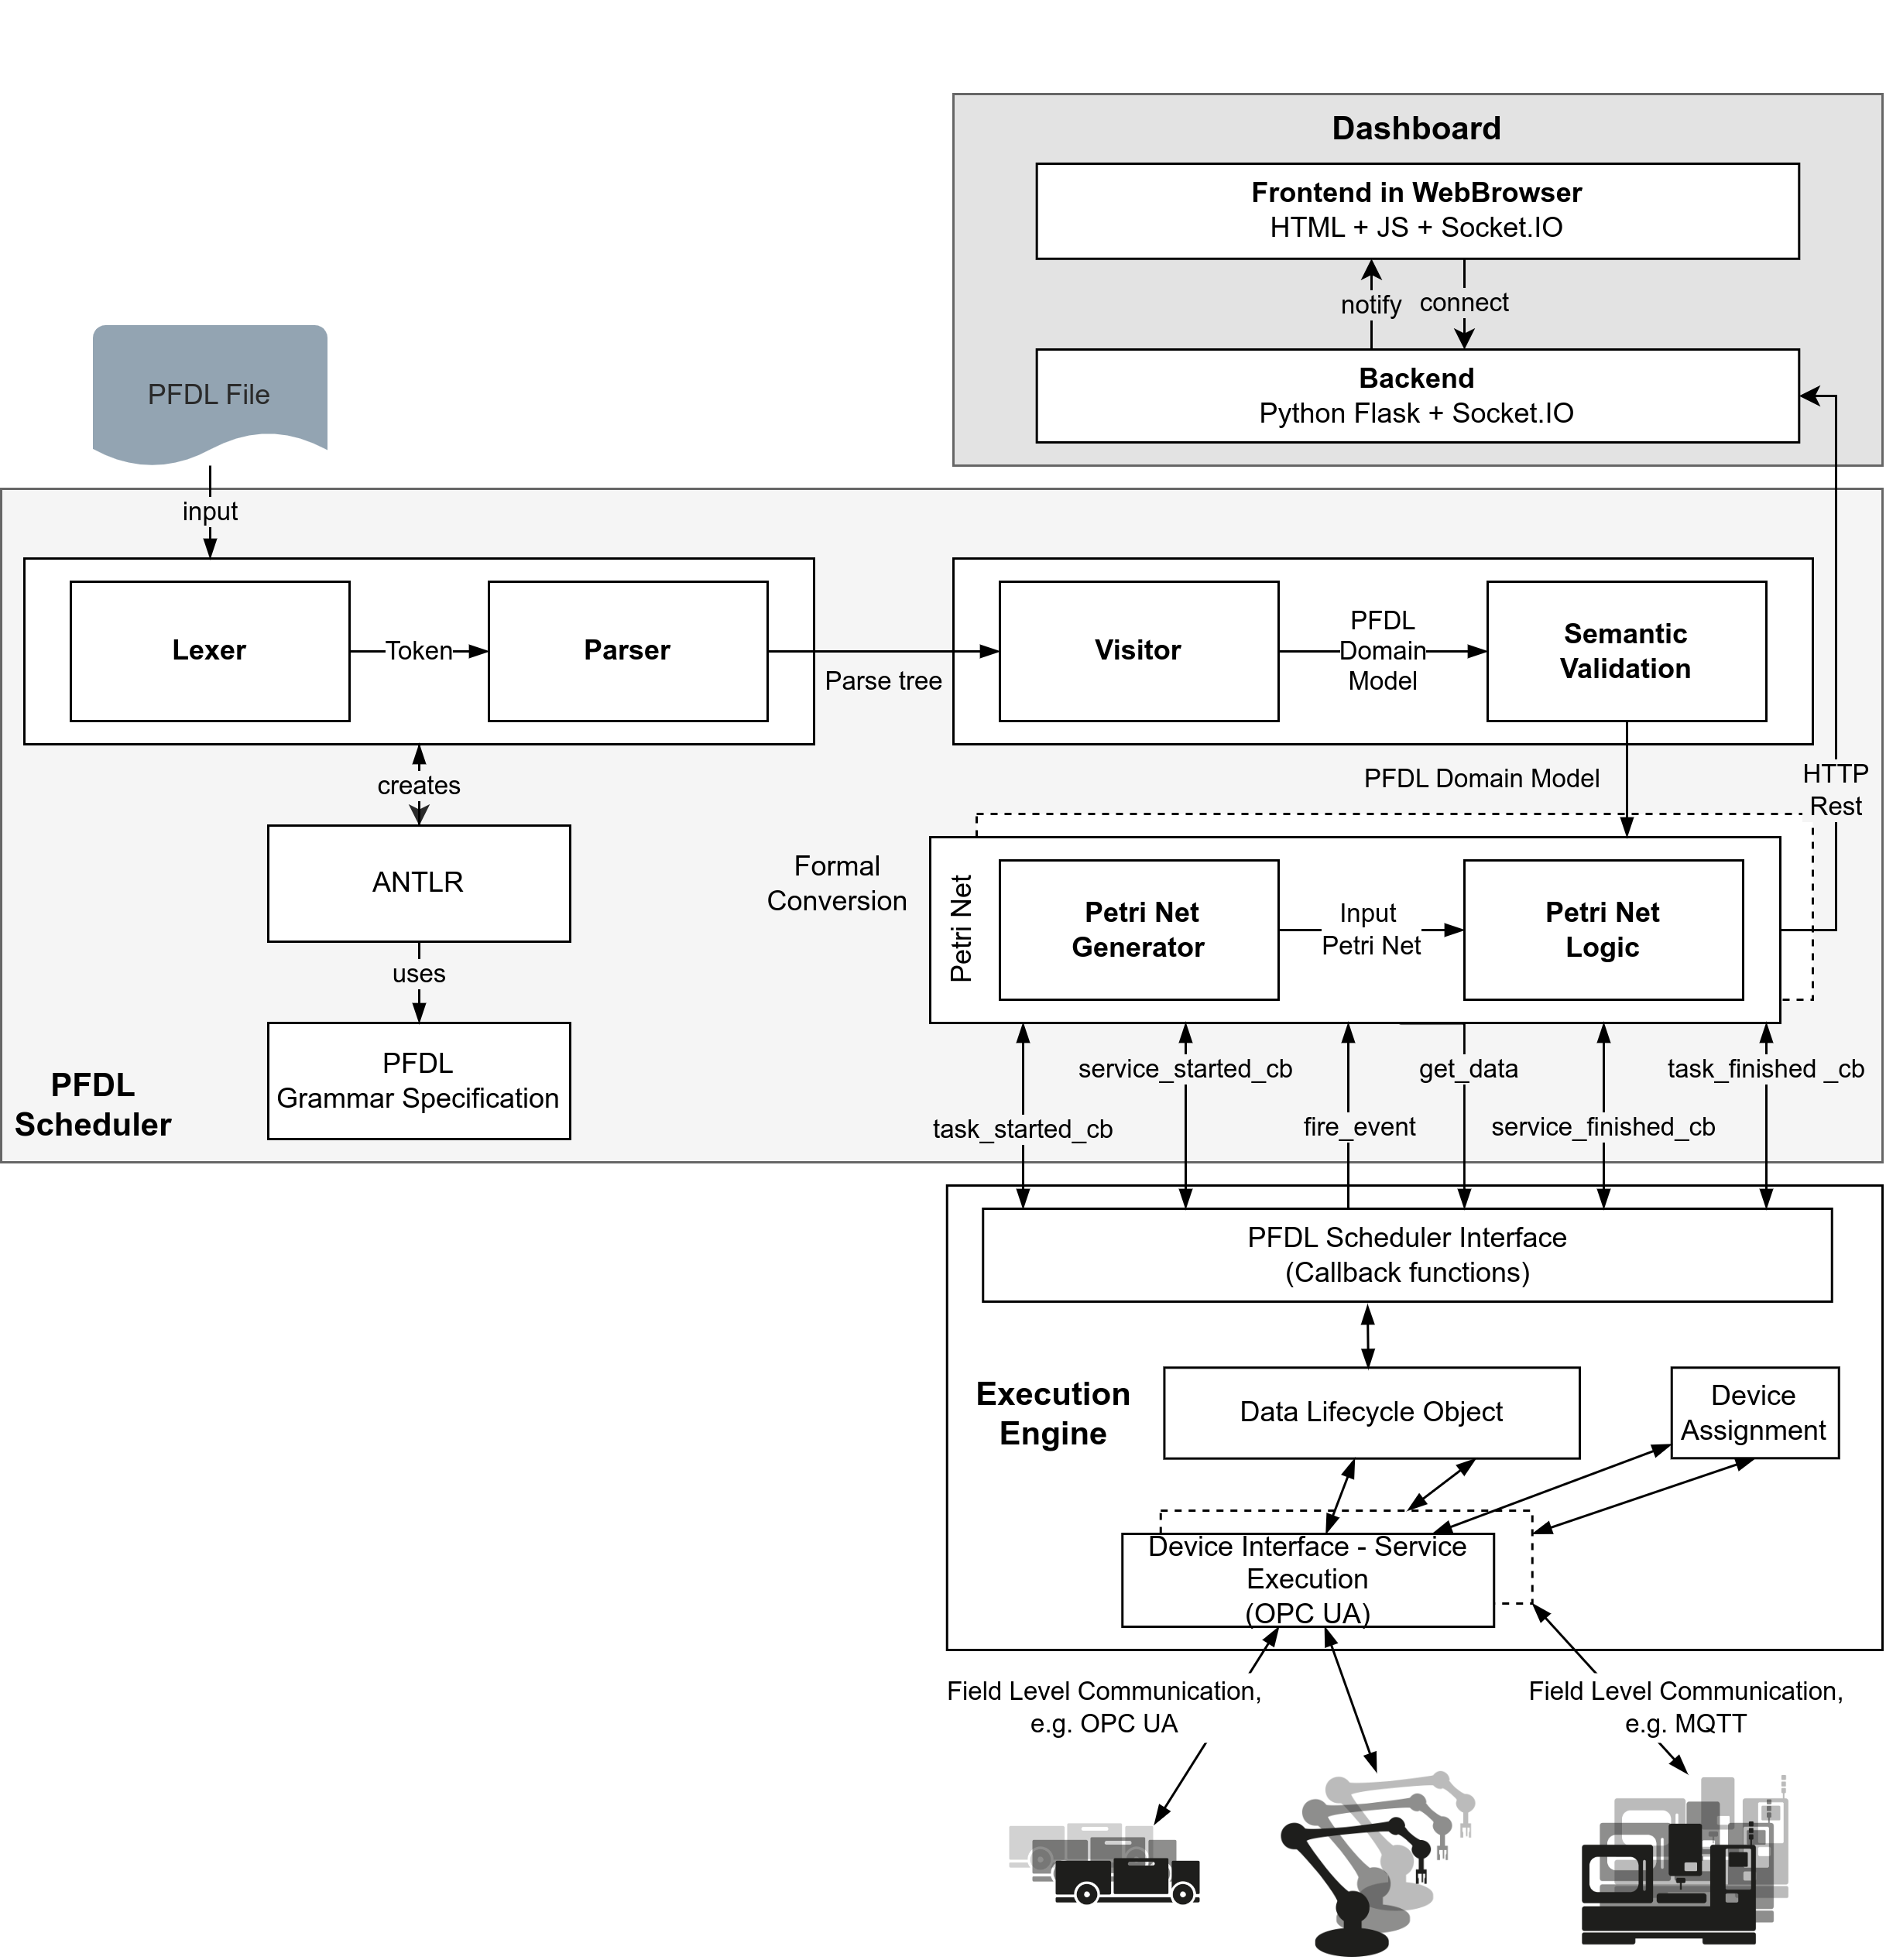 Dashboard
Frontend in WebBrowser
HTML + JS + Socket.IO
notify
connect
Backend
Python Flask + Socket.IO
PFDL File
input
Lexer
Token
Parser
Parse tree
Visitor
PFDL
Domain
Model
Semantic
Validation
creates
PFDL Domain Model
HTTP
Rest
ANTLR
Formal
Conversion
Petri Net
Petri Net
Generator
Input
Petri Net
Petri Net
Logic
uses
PFDL
Grammar Specification
PFDL
Scheduler
service_started_cb
get_data
task_finished _cb
task_started_cb
fire_event
service_finished_cb
PFDL Scheduler Interface
(Callback functions)
Execution
Engine
Data Lifecycle Object
Device
Assignment
Device Interface - Service
Execution
(OPC UA)
Field Level Communication,
e.g. OPC UA
Field Level Communication,
e.g. MQTT